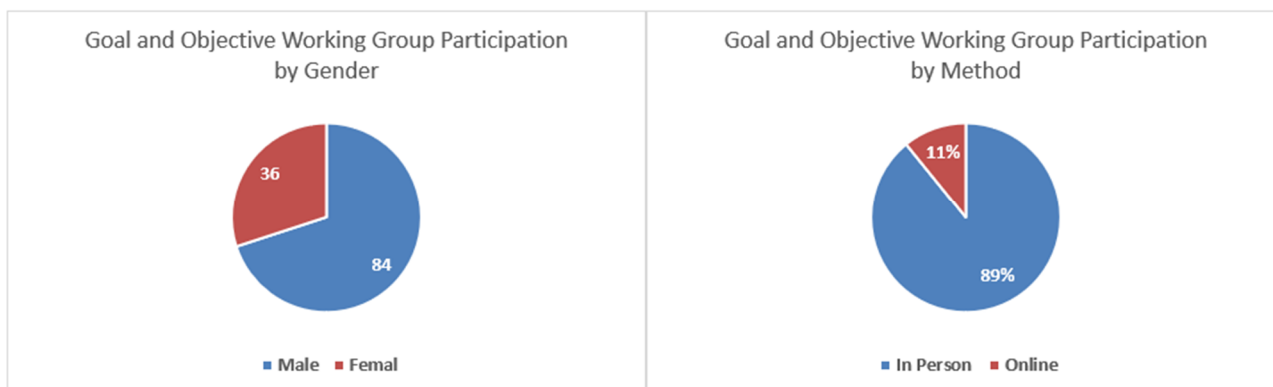 Goal and Objective Working Group Participation
by Gender
36
84
Male Femal
Goal and Objective Working Group Participation
by Method
11%
89%
In Person Online